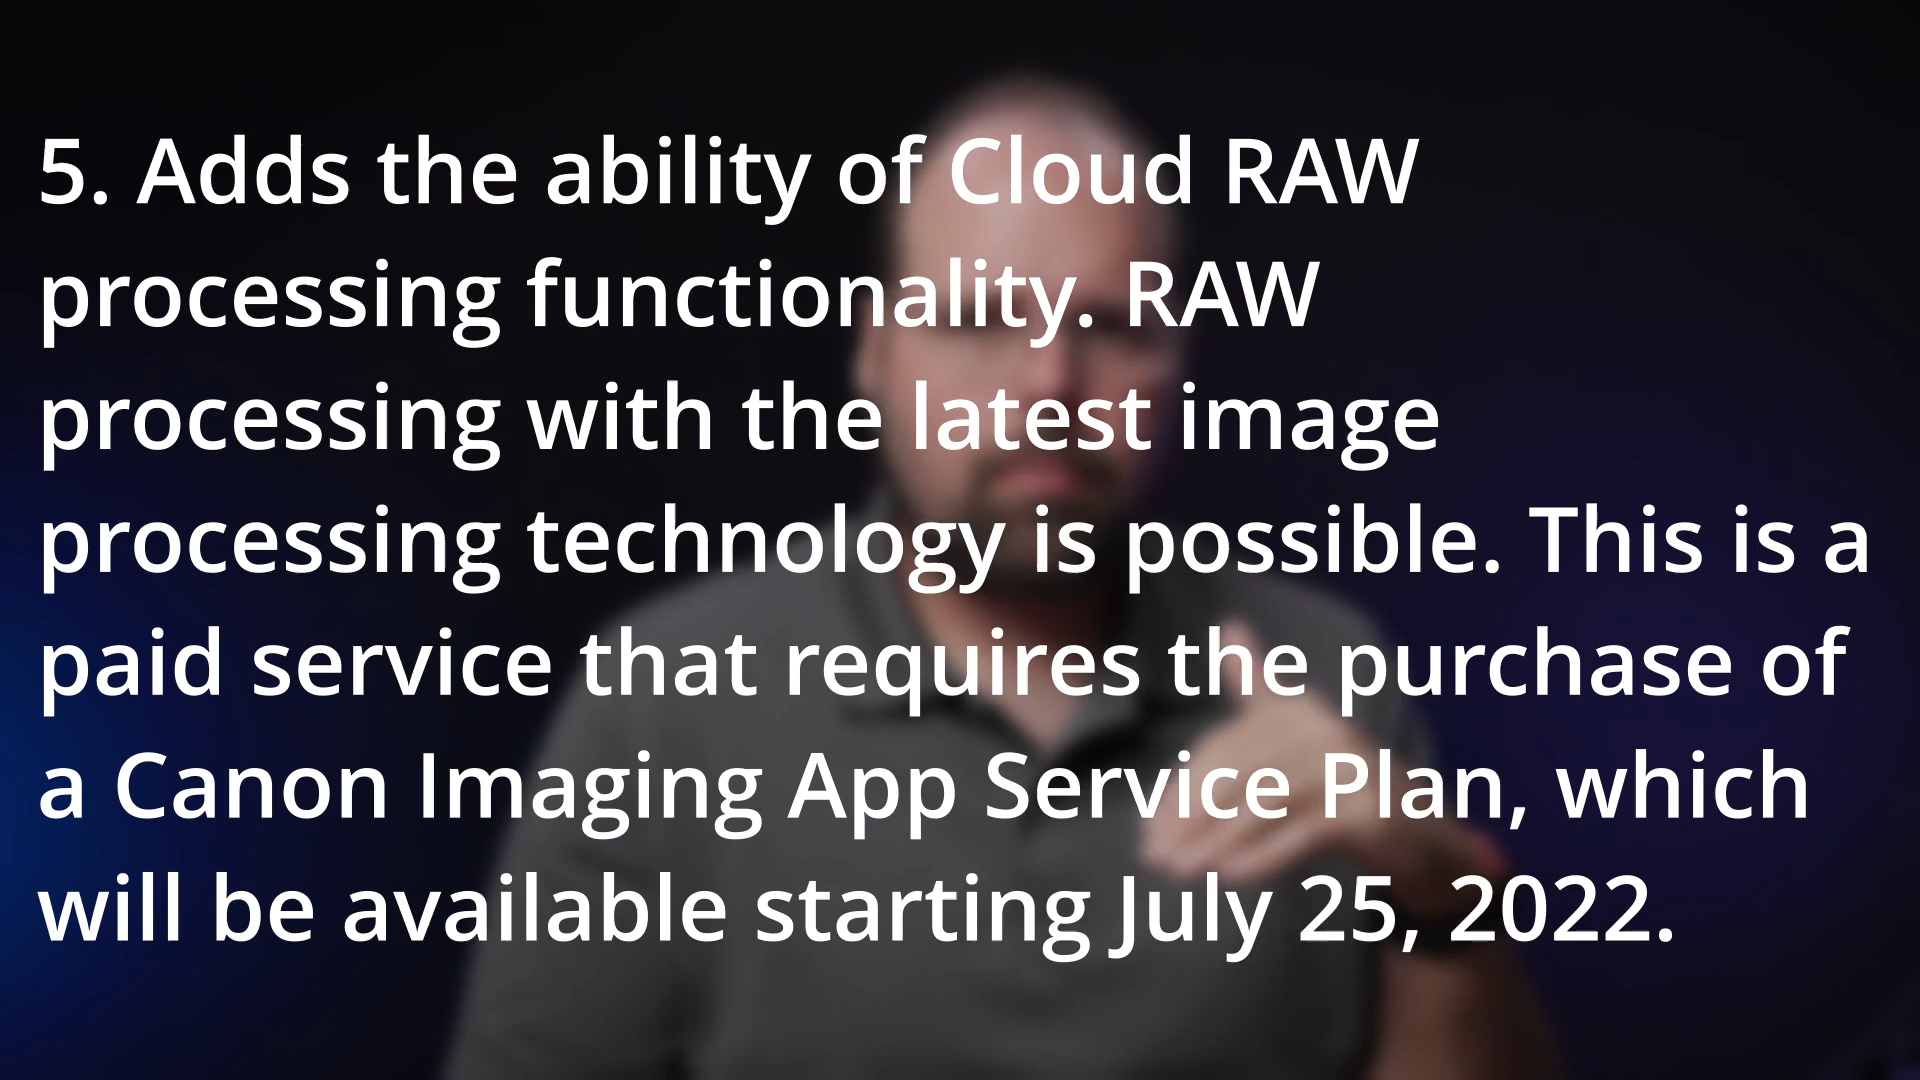 5. Adds the ability of Cloud RAW
processing functionality. RAW
processing with the latest image
processing technology is possible. This is a
paid service that requires the purchase of
a Canon Imaging App Service Plan, which
will be available starting July 25, 2022.